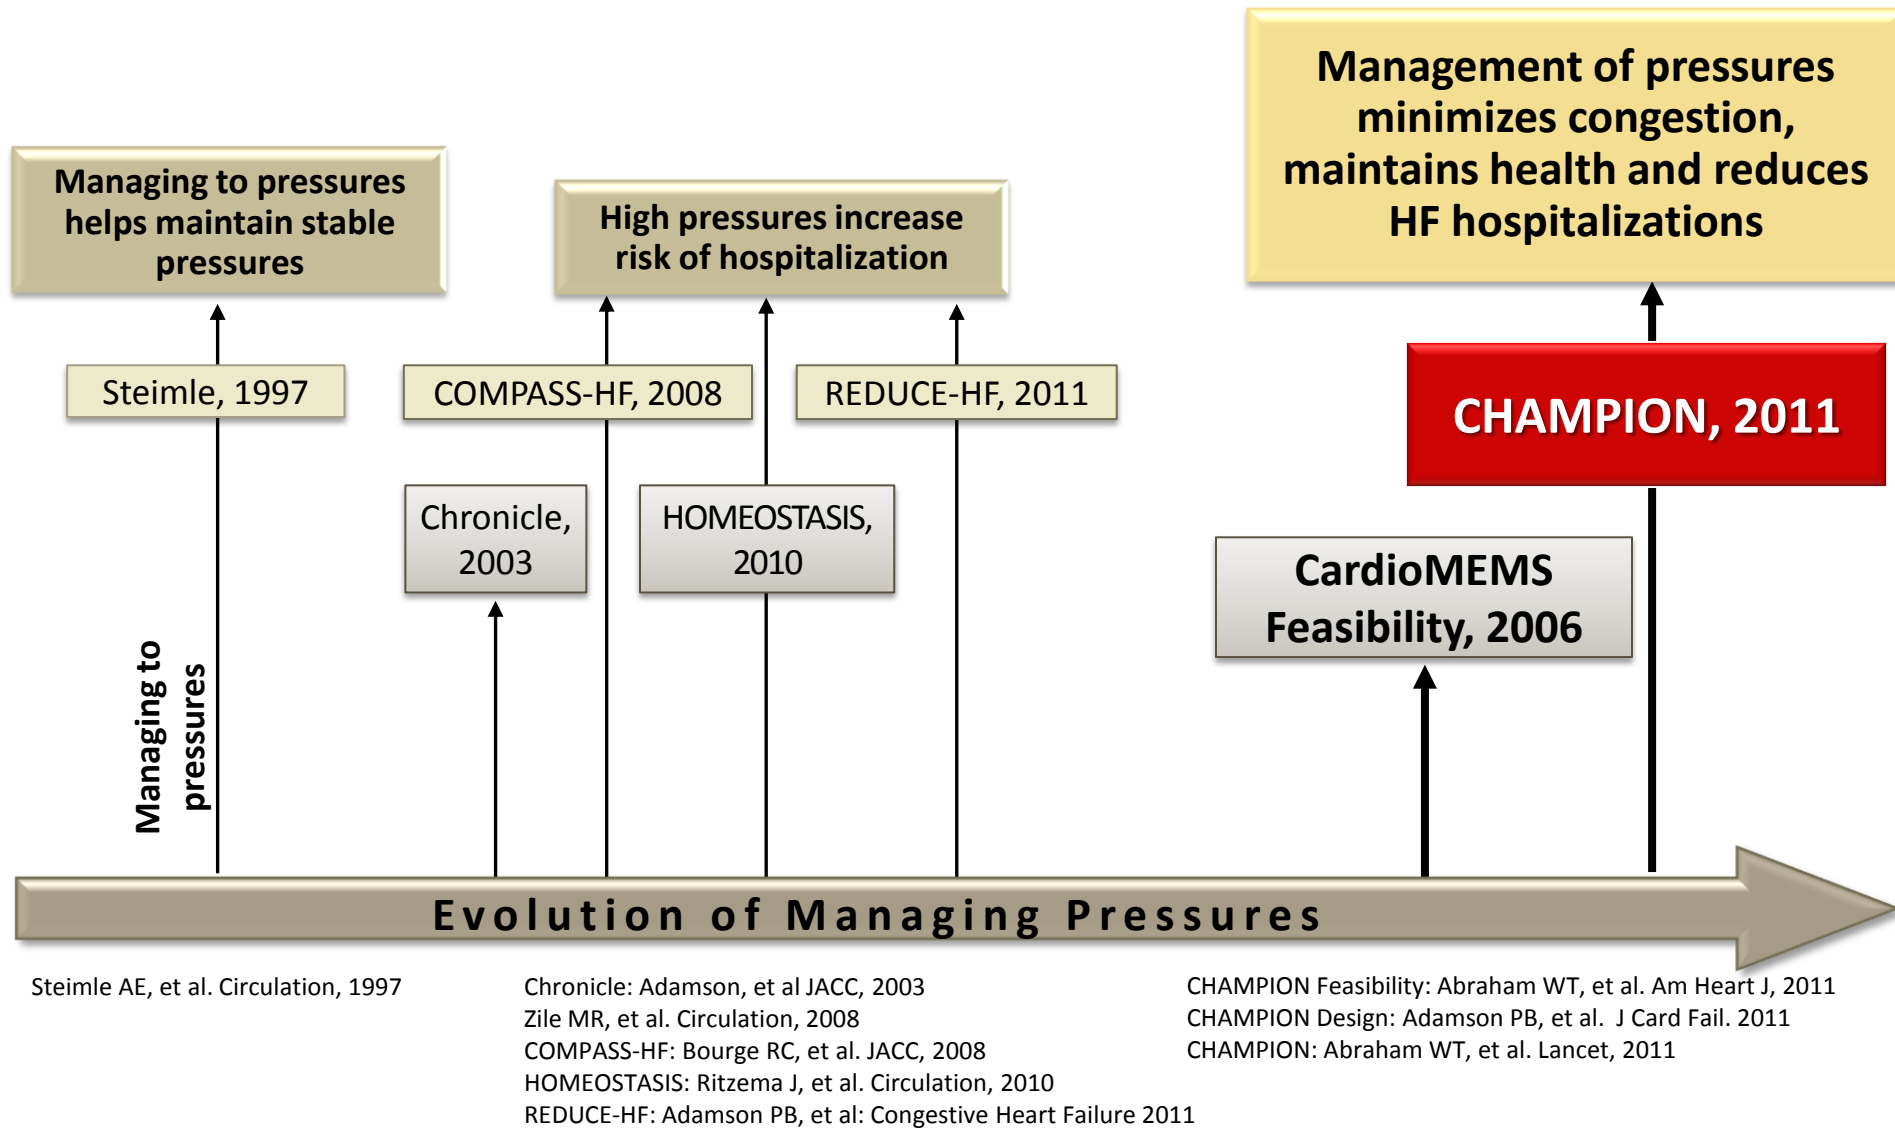 Management of pressures
minimizes congestion,
maintains health and reduces
HF hospitalizations
Managing to pressures
helps maintain stable
pressures
High pressures increase
risk of hospitalization
Steimle, 1997
COMPASS-HF, 2008
REDUCE-HF, 2011
CHAMPION, 2011
Chronicle,
2003
HOMEOSTASIS,
2010
CardioMEMS
Feasibility, 2006
Managing to
pressures
Evolution of Managing Pressures
Steimle AE, et al. Circulation, 1997
Chronicle: Adamson, et al JACC, 2003
Zile MR, et al. Circulation, 2008
COMPASS-HF: Bourge RC, et al. JACC, 2008
HOMEOSTASIS: Ritzema J, et al. Circulation, 2010
REDUCE-HF: Adamson PB, et al: Congestive Heart Failure 2011
CHAMPION Feasibility: Abraham WT, et al. Am Heart J, 2011
CHAMPION Design: Adamson PB, et al. J Card Fail. 2011
CHAMPION: Abraham WT, et al. Lancet, 2011